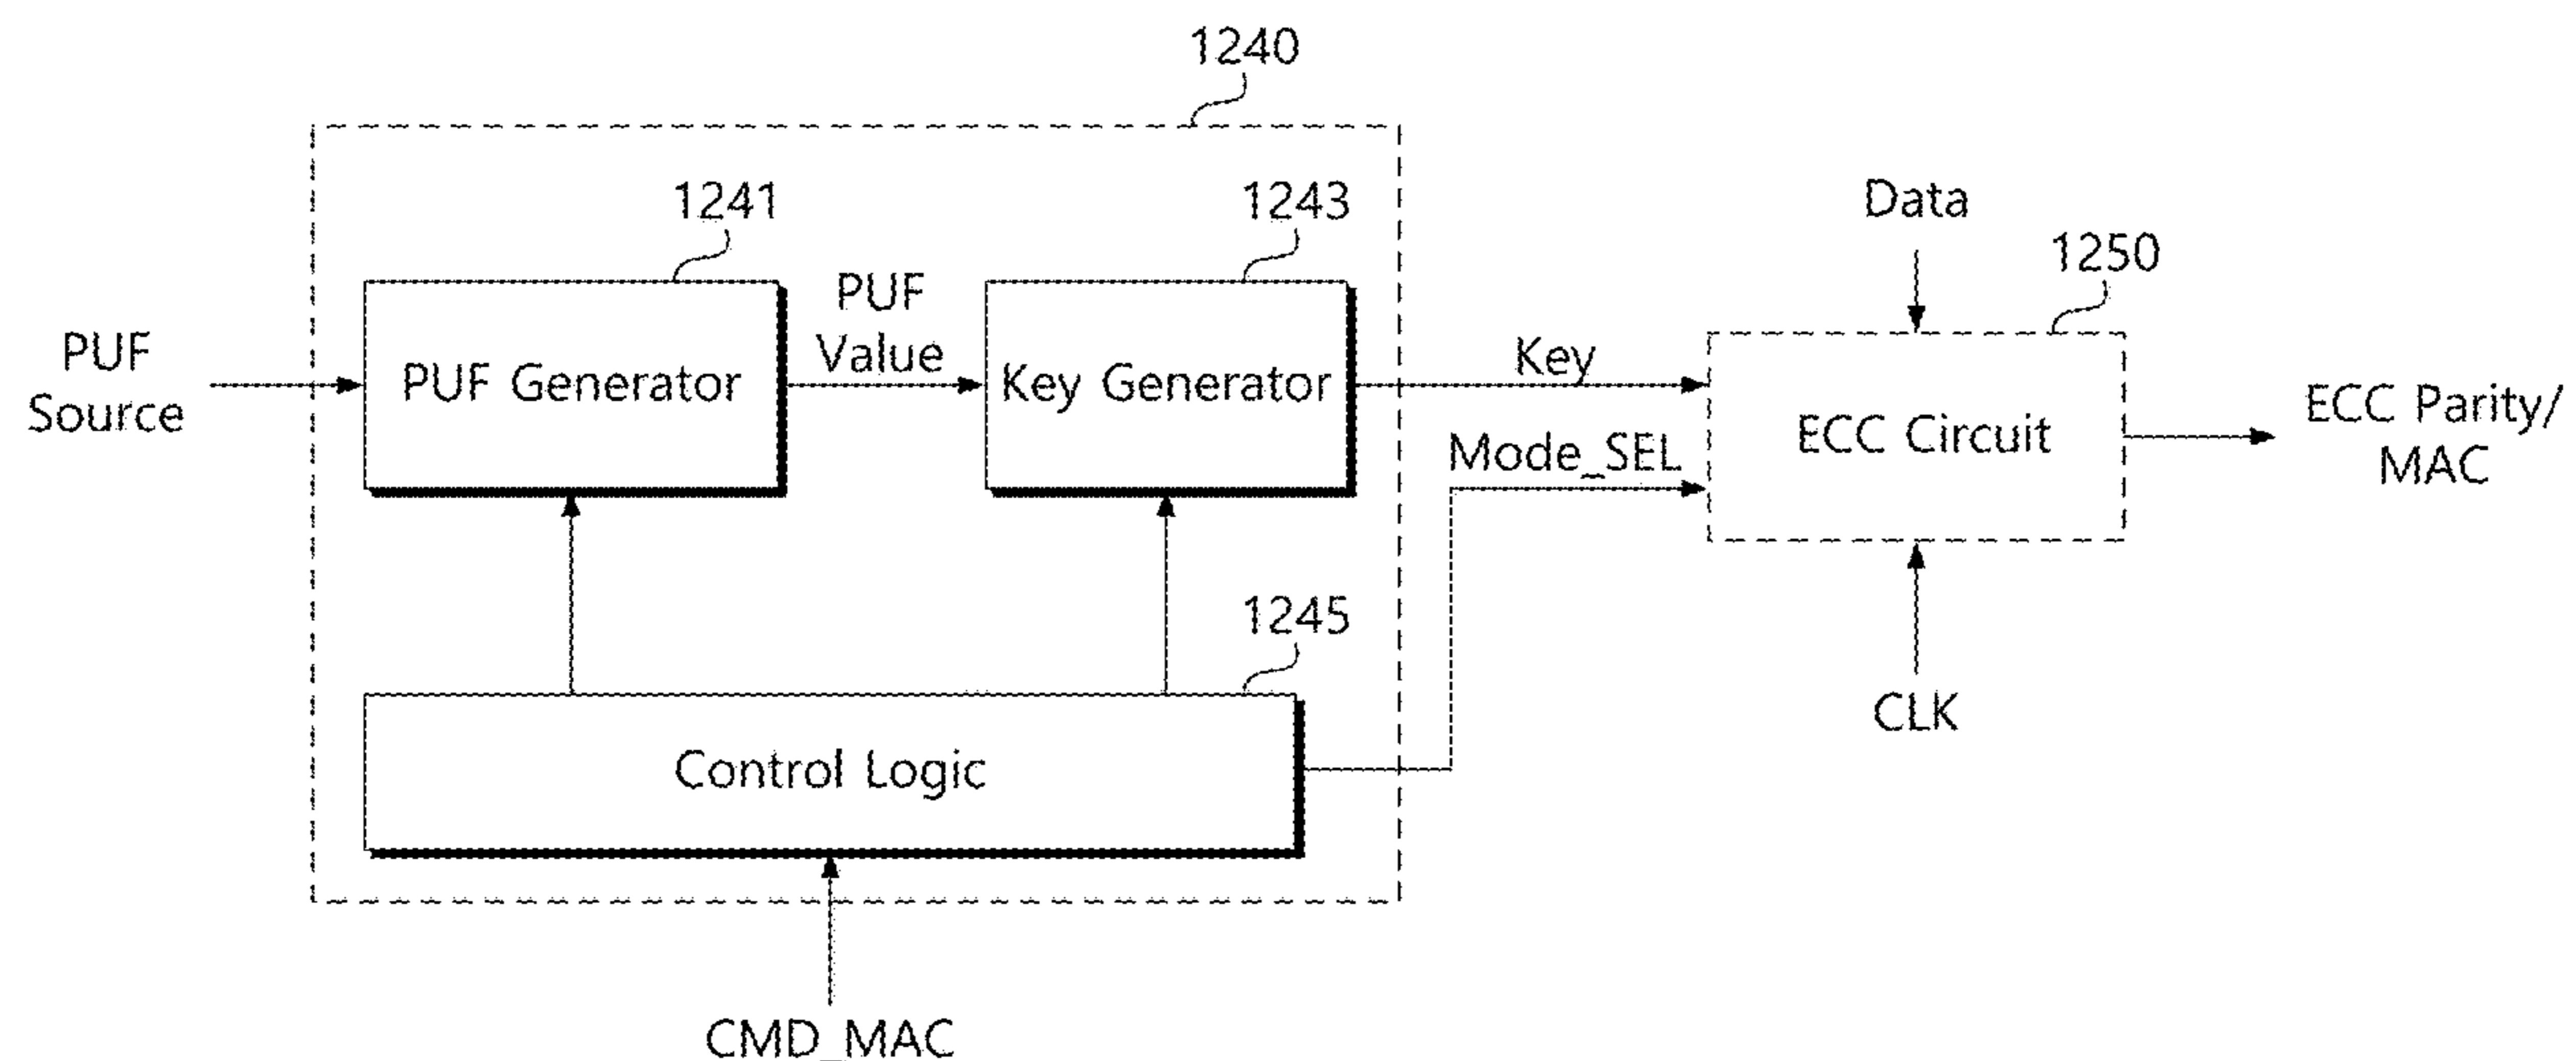 1240
1241
1243
Data
1250
PUF
Value
PUF
Source
PUF Generator
Key Generator
Key
ECC Circuit
ECC Parity/
MAC
Mode_SEL
1245
CLK
Control Logic
CMD_MAC